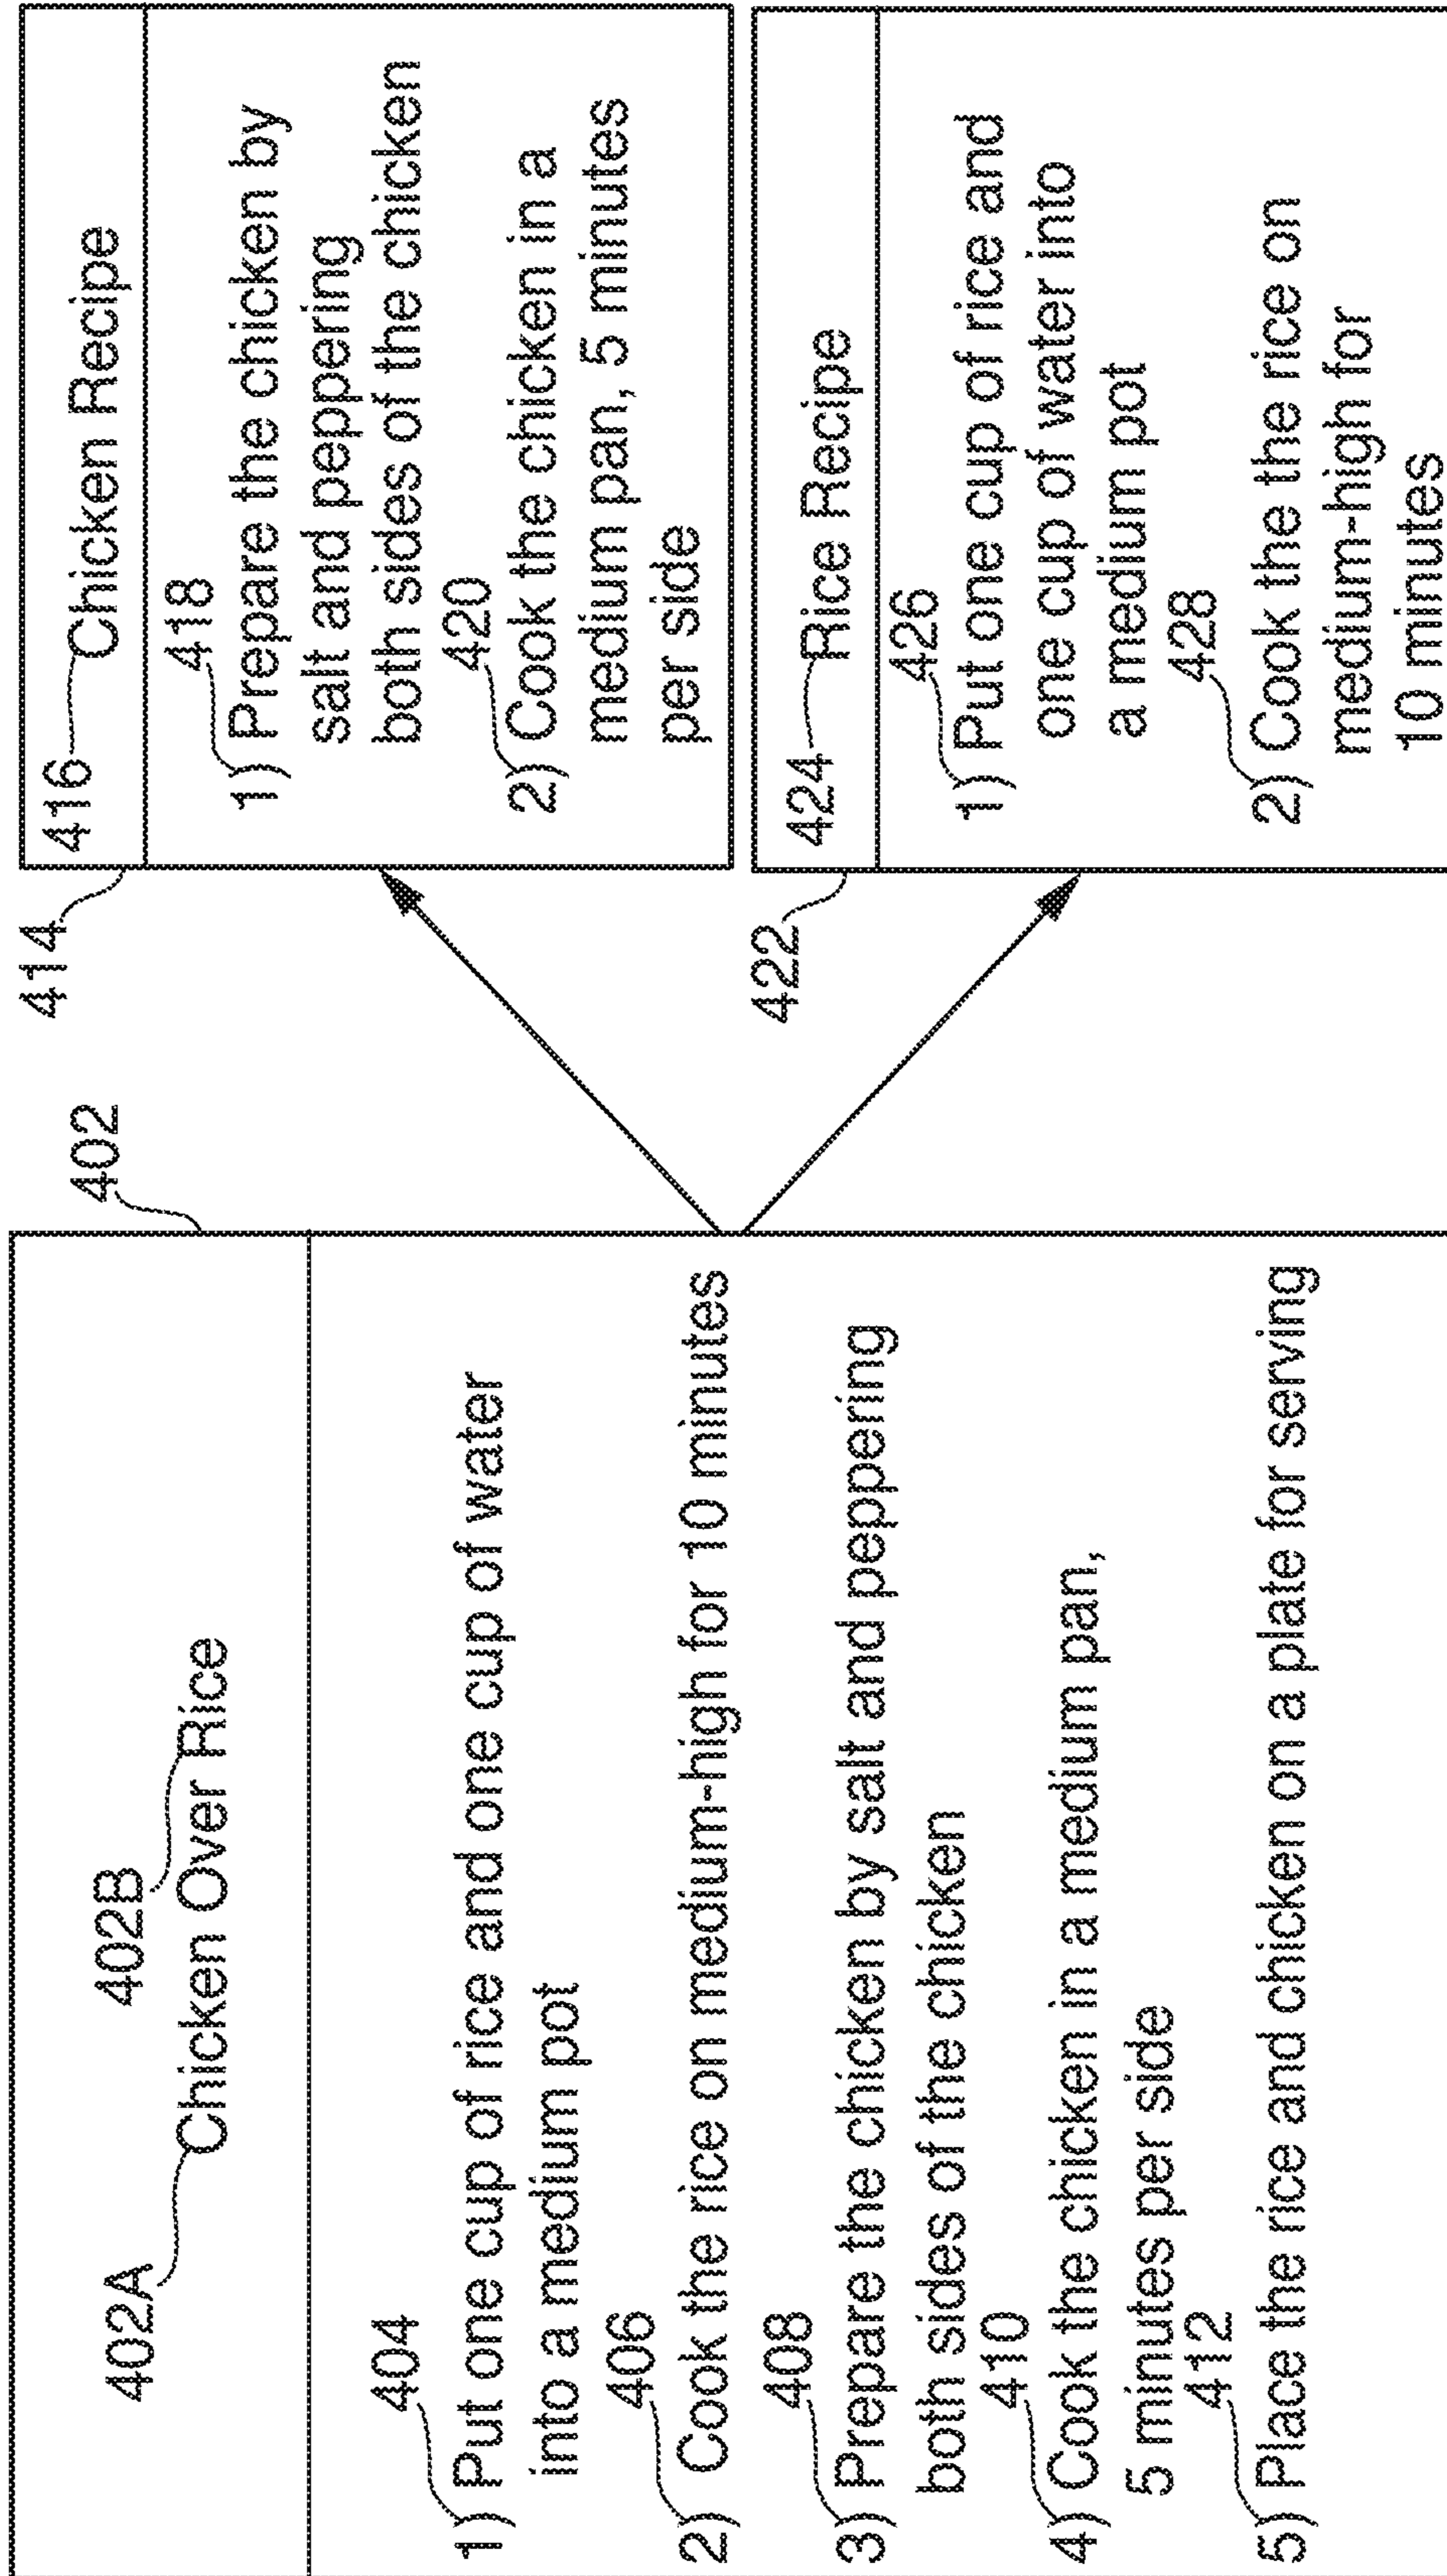 402A
402B
Chicken Over Rice
402
404
1) Put one cup of rice and one cup of water
into a medium pot
406
2) Cook the rice on medium-high for 10 minutes
408
3) Prepare the chicken by salt and peppering
both sides of the chicken
410
4) Cook the chicken in a medium pan,
5 minutes per side
412
5) Place the rice and chicken on a plate for serving
414
416
Chicken Recipe
418
1) Prepare the chicken by
salt and peppering
both sides of the chicken
420
2) Cook the chicken in a
medium pan, 5 minutes
per side
422
424
Rice Recipe
426
1) Put one cup of rice and
one cup of water into
a medium pot
428
2) Cook the rice on
medium-high for
10 minutes